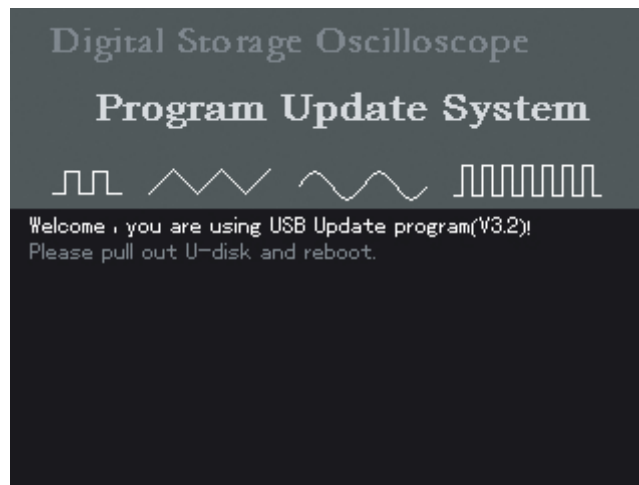 Digital Storage Oscilloscope
Program Update System
Welcome , you are using USB Update program(V3.2)!
Please pull out U-disk and reboot.